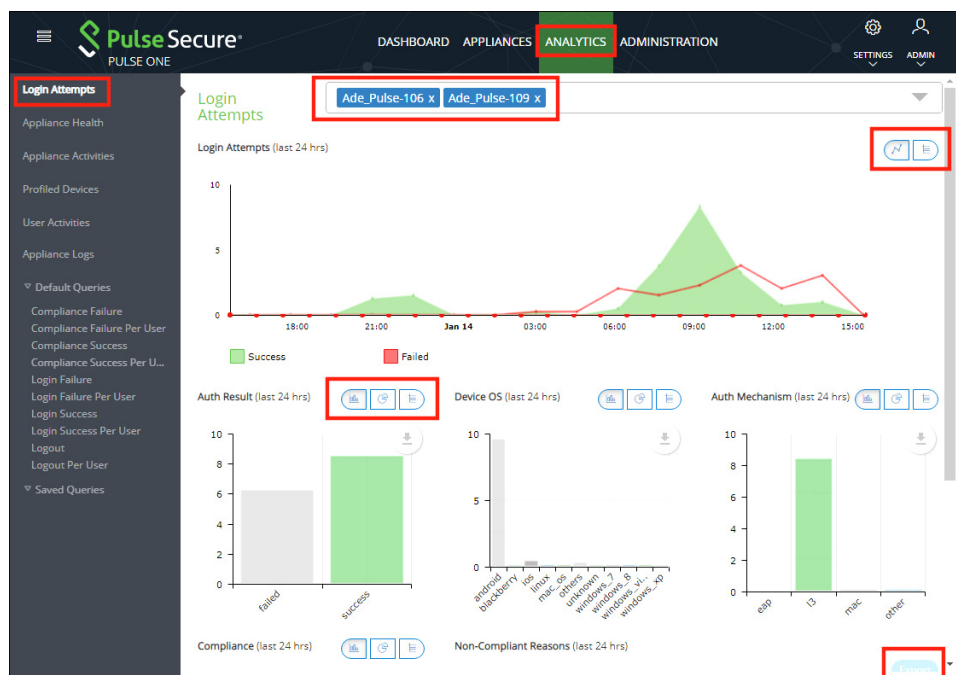 Pulse Secure®
PULSE ONE
DASHBOARD APPLIANCES ANALYTICS ADMINISTRATION
SETTINGS ADMIN
Login Attempts
Appliance Health
Appliance Activities
Profiled Devices
User Activities
Appliance Logs
Default Queries
Compliance Failure
Compliance Failure Per User
Compliance Success
Compliance Success Per U...
Login Failure
Login Failure Per User
Login Success
Login Success Per User
Logout
Logout Per User
Saved Queries
Login
Attempts
Ade_Pulse-106 x Ade_Pulse-109 x
Login Attempts (last 24 hrs)
10
5
0
18:00 21:00 Jan 14 03:00 06:00 09:00 12:00 15:00
Success Failed
Auth Result (last 24 hrs)
10
8
6
4
2
0
failed success
Device OS (last 24 hrs)
10
5
0
android blackberry ios linux mac_os others unknown windows_7 windows_8 windows_vi.. windows_xp
Auth Mechanism (last 24 hrs)
10
8
6
4
2
0
eap l3 mac other
Compliance (last 24 hrs)
Non-Compliant Reasons (last 24 hrs)